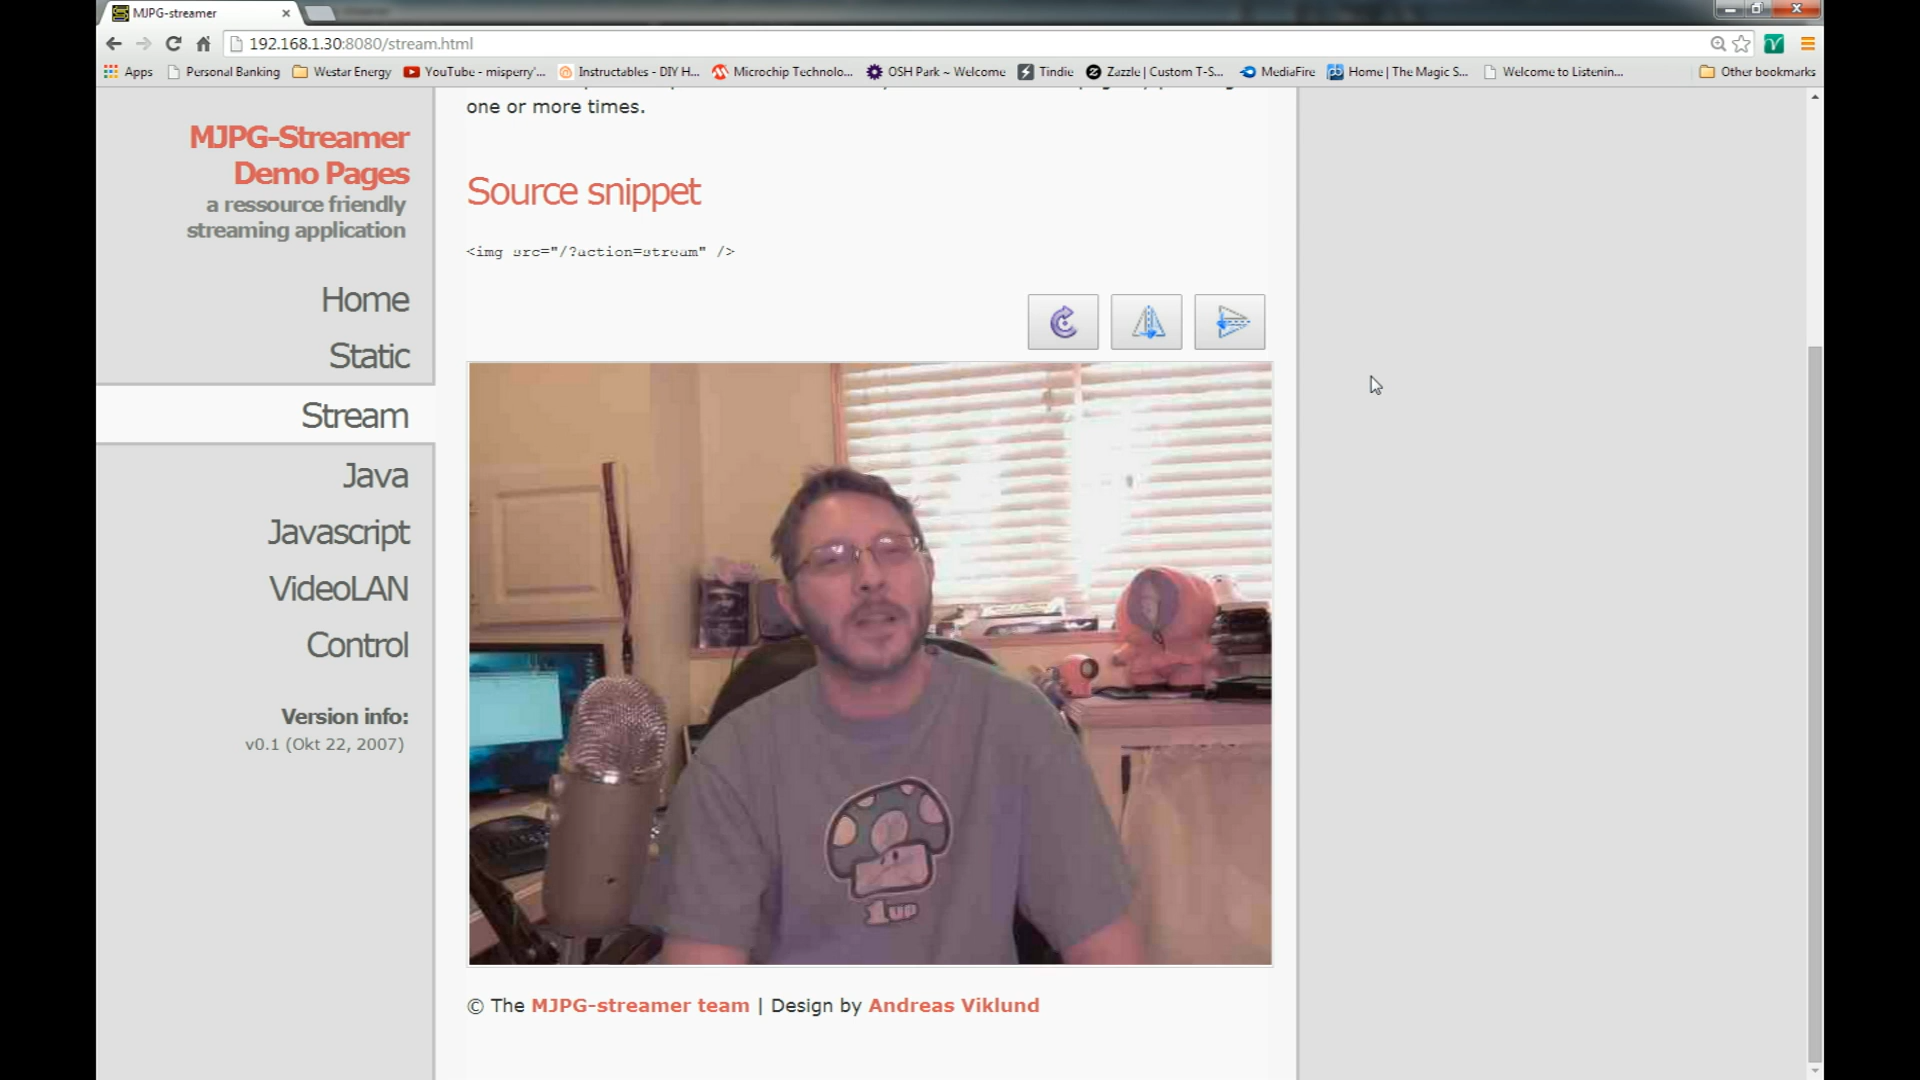 MJPG-streamer
192.168.1.30:8080/stream.html
Apps
Personal Banking
Westar Energy
YouTube - misperry'...
Instructables - DIY H...
Microchip Technolo...
OSH Park ~ Welcome
Tindie
Zazzle | Custom T-S...
MediaFire
Home | The Magic S...
Welcome to Listenin...
Other bookmarks
MJPG-Streamer
Demo Pages
a ressource friendly
streaming application
Home
Static
Stream
Java
Javascript
VideoLAN
Control
Version info:
v0.1 (Okt 22, 2007)
one or more times.
Source snippet
<img src="/?action=stream" />
1up
© The MJPG-streamer team | Design by Andreas Viklund